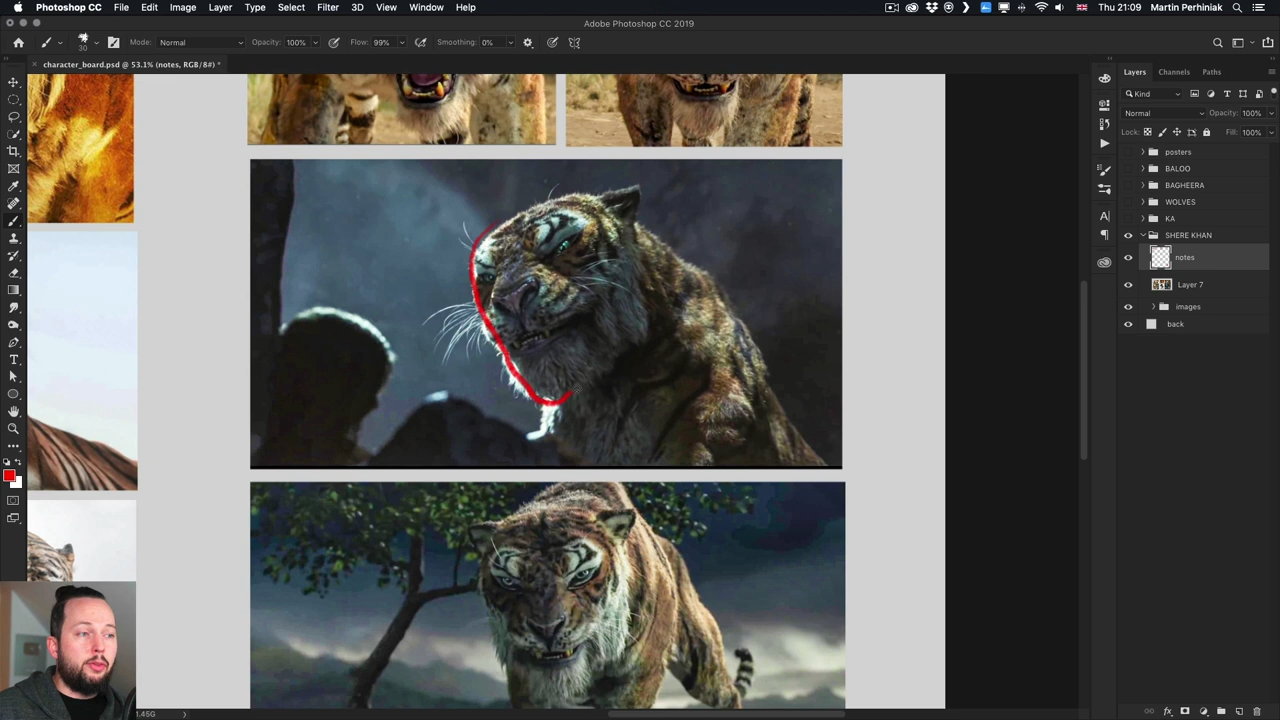 Photoshop CC File Edit Image Layer Type Select Filter 3D View Window Help Thu 21:09 Martin Perhiniak
Adobe Photoshop CC 2019
30 Mode: Normal Opacity: 100% Flow: 99% Smoothing: 0%
character_board.psd @ 53.1% (notes, RGB/8#) *
Layers Channels Paths
Kind
Normal Opacity: 100%
Lock: Fill: 100%
posters
BALOO
BAGHEERA
WOLVES
KA
SHERE KHAN
notes
Layer 7
images
back
1.45G